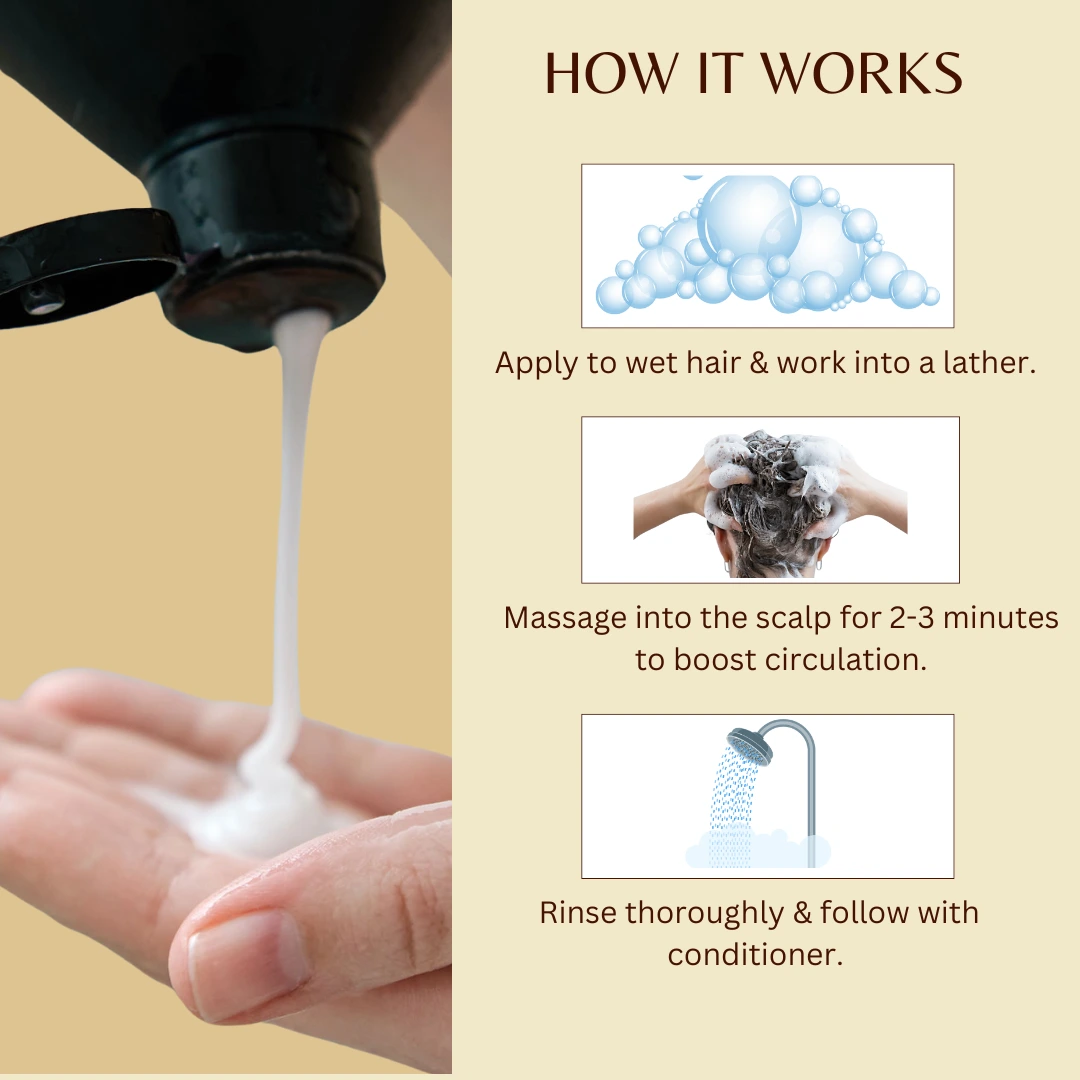 HOW IT WORKS
Apply to wet hair & work into a lather.
Massage into the scalp for 2-3 minutes
to boost circulation.
Rinse thoroughly & follow with
conditioner.